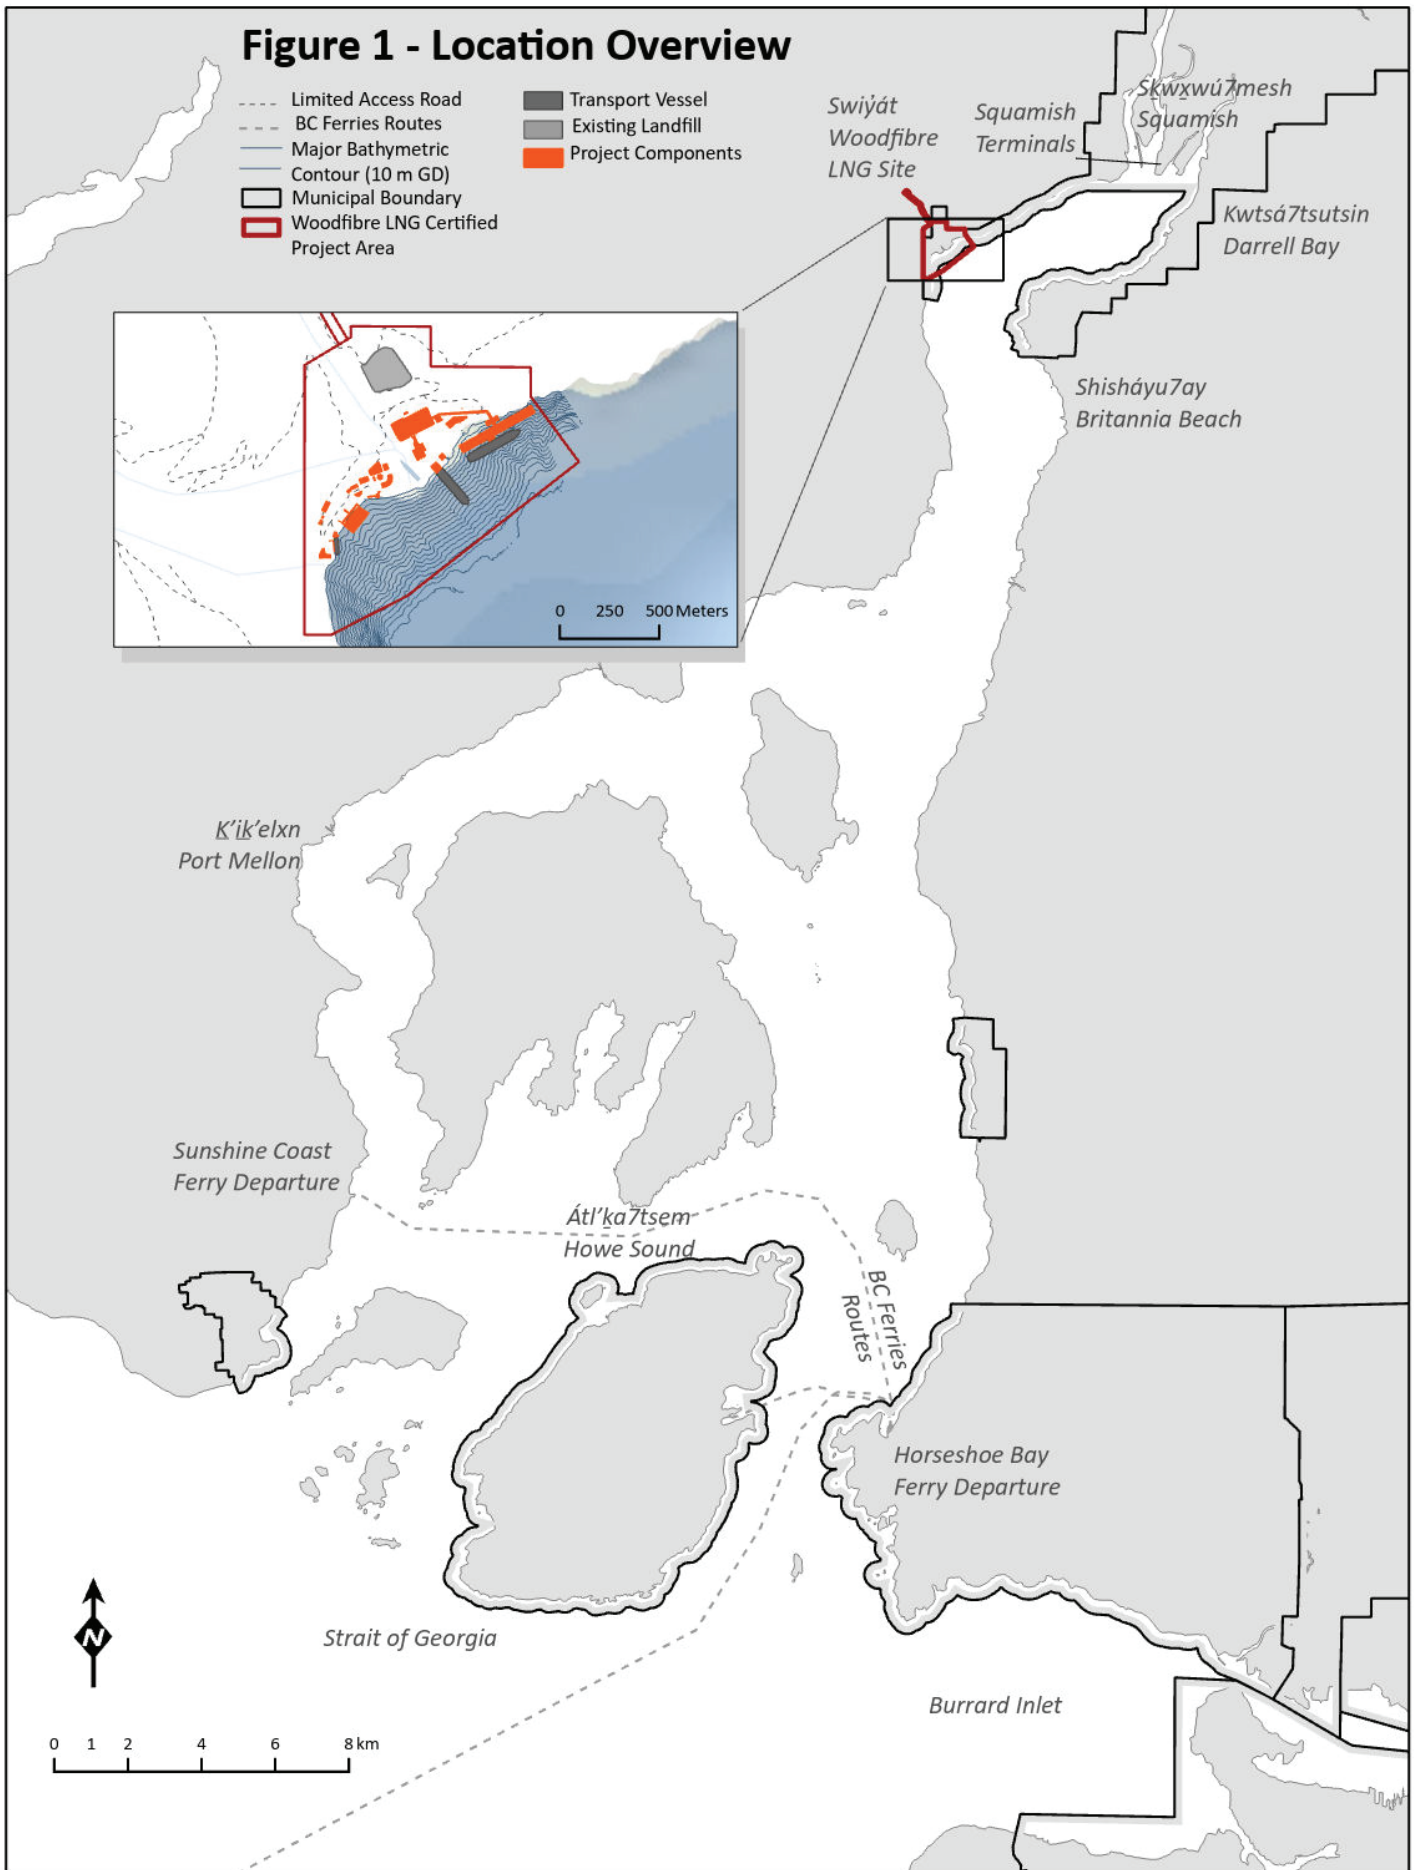 Figure 1 - Location Overview
Limited Access Road
BC Ferries Routes
Major Bathymetric
Contour (10 m GD)
Municipal Boundary
Woodfibre LNG Certified
Project Area
Transport Vessel
Existing Landfill
Project Components
Swiy̓át
Woodfibre
LNG Site
Squamish
Terminals
Sḵwx̱wú7mesh
Squamish
Kwtsá7tsutsin
Darrell Bay
Shisháyu7ay
Britannia Beach
0 250 500 Meters
Ḵ’iḵ’elxn
Port Mellon
Sunshine Coast
Ferry Departure
Átl’ḵa7tsem
Howe Sound
BC Ferries
Routes
Horseshoe Bay
Ferry Departure
Strait of Georgia
N
Burrard Inlet
0 1 2 4 6 8 km